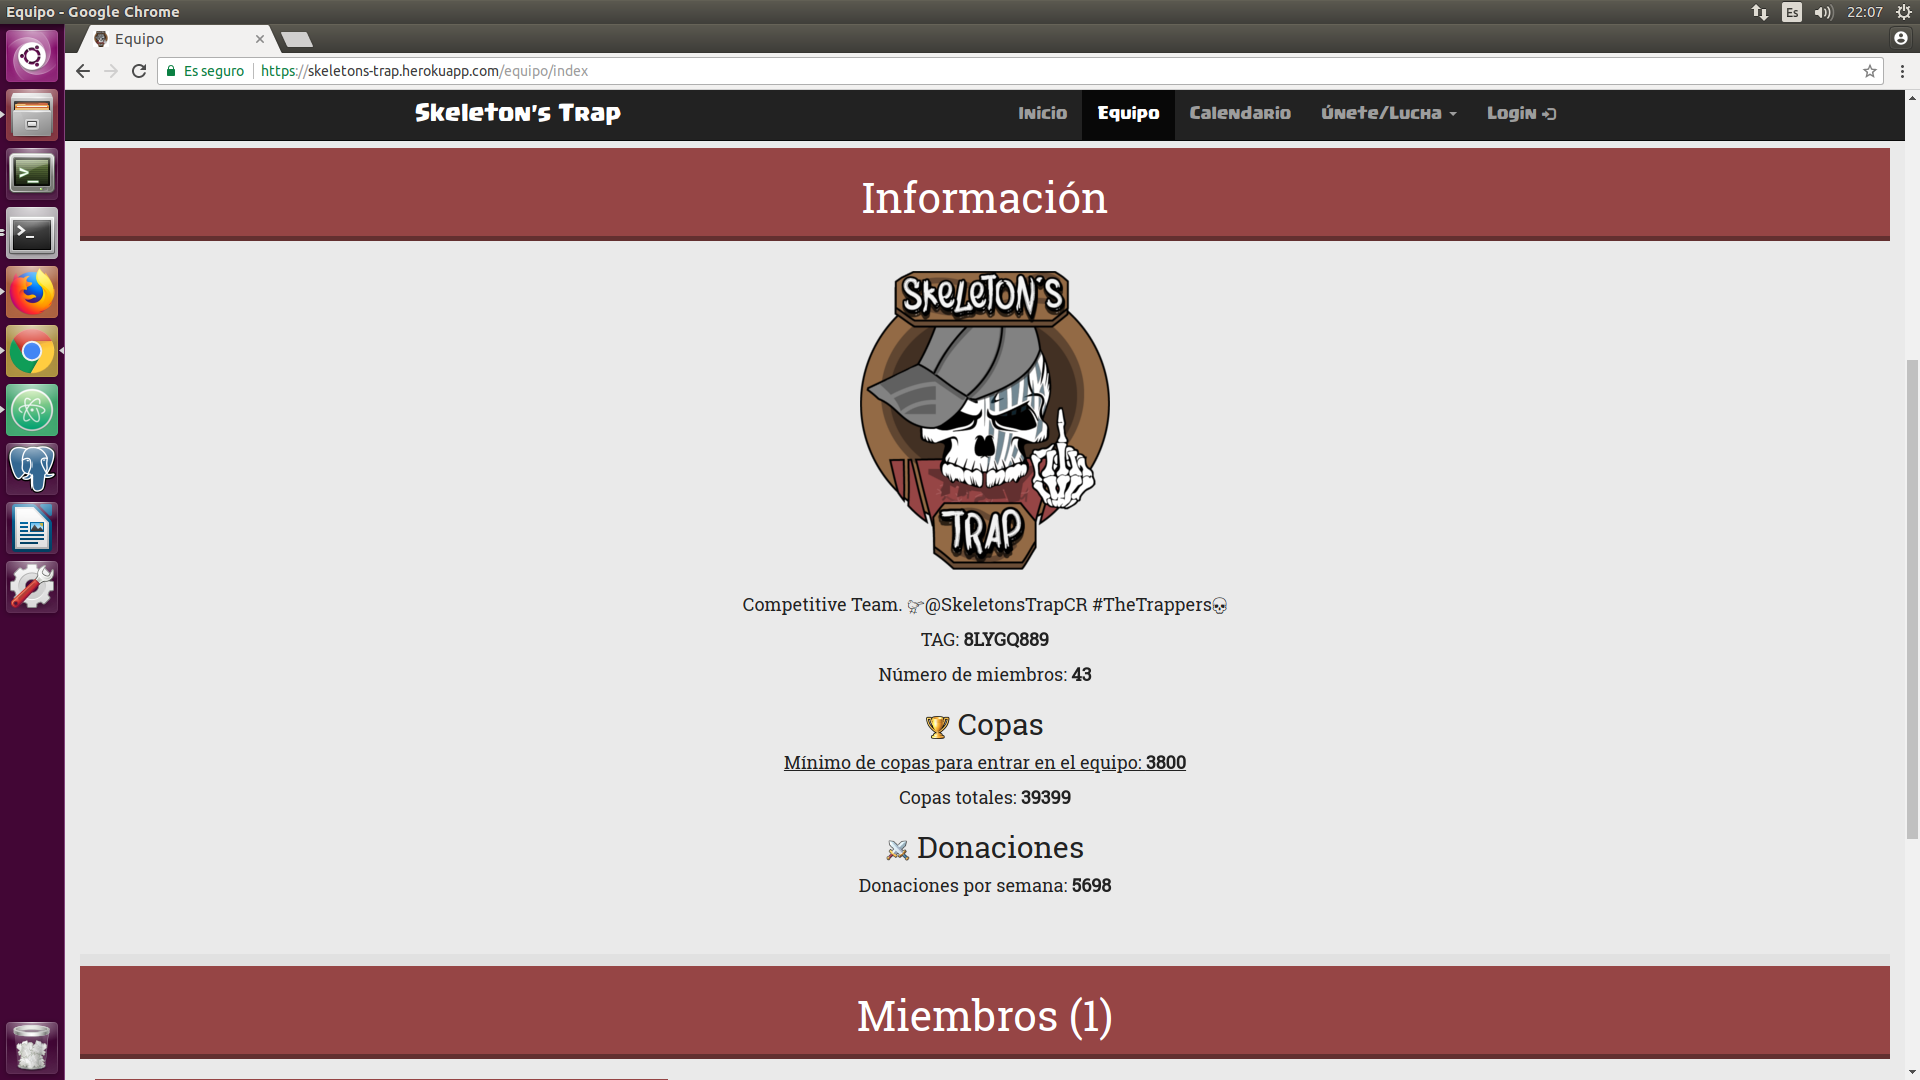 Equipo - Google Chrome
Es
22:07
Equipo
Es seguro
https://skeletons-trap.herokuapp.com/equipo/index
Skeleton's Trap
Inicio
Equipo
Calendario
Únete/Lucha
Login
Información
SKELETON'S
TRAP
Competitive Team. @SkeletonsTrapCR #TheTrappers
TAG: 8LYGQ889
Número de miembros: 43
Copas
Mínimo de copas para entrar en el equipo: 3800
Copas totales: 39399
Donaciones
Donaciones por semana: 5698
Miembros (1)